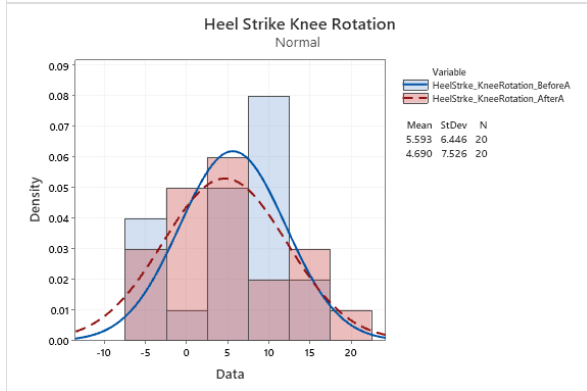 Heel Strike Knee Rotation
Normal
Variable
HeelStrke_KneeRotation_BeforeA
HeelStrke_KneeRotation_AfterA
Mean StDev N
5.593 6.446 20
4.690 7.526 20
Density
0.09
0.08
0.07
0.06
0.05
0.04
0.03
0.02
0.01
0.00
-10 -5 0 5 10 15 20
Data